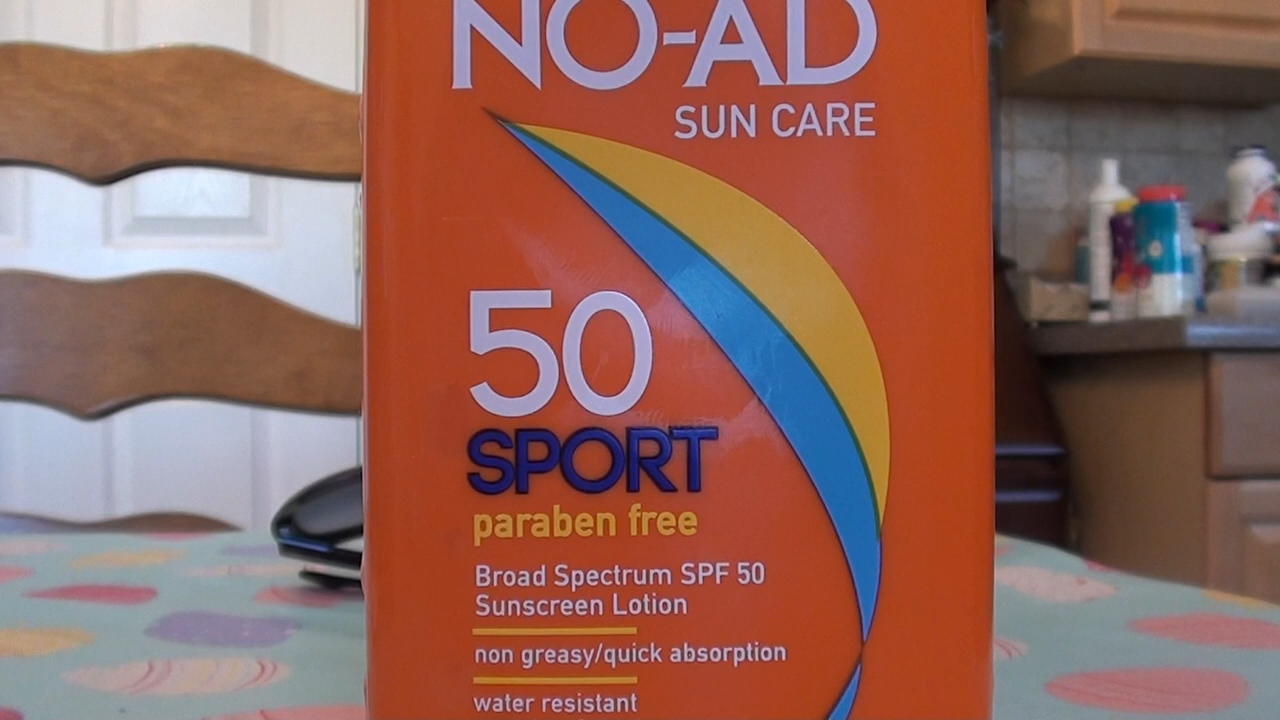 NO-AD
SUN CARE
50
SPORT
paraben free
Broad Spectrum SPF 50
Sunscreen Lotion
non greasy/quick absorption
water resistant